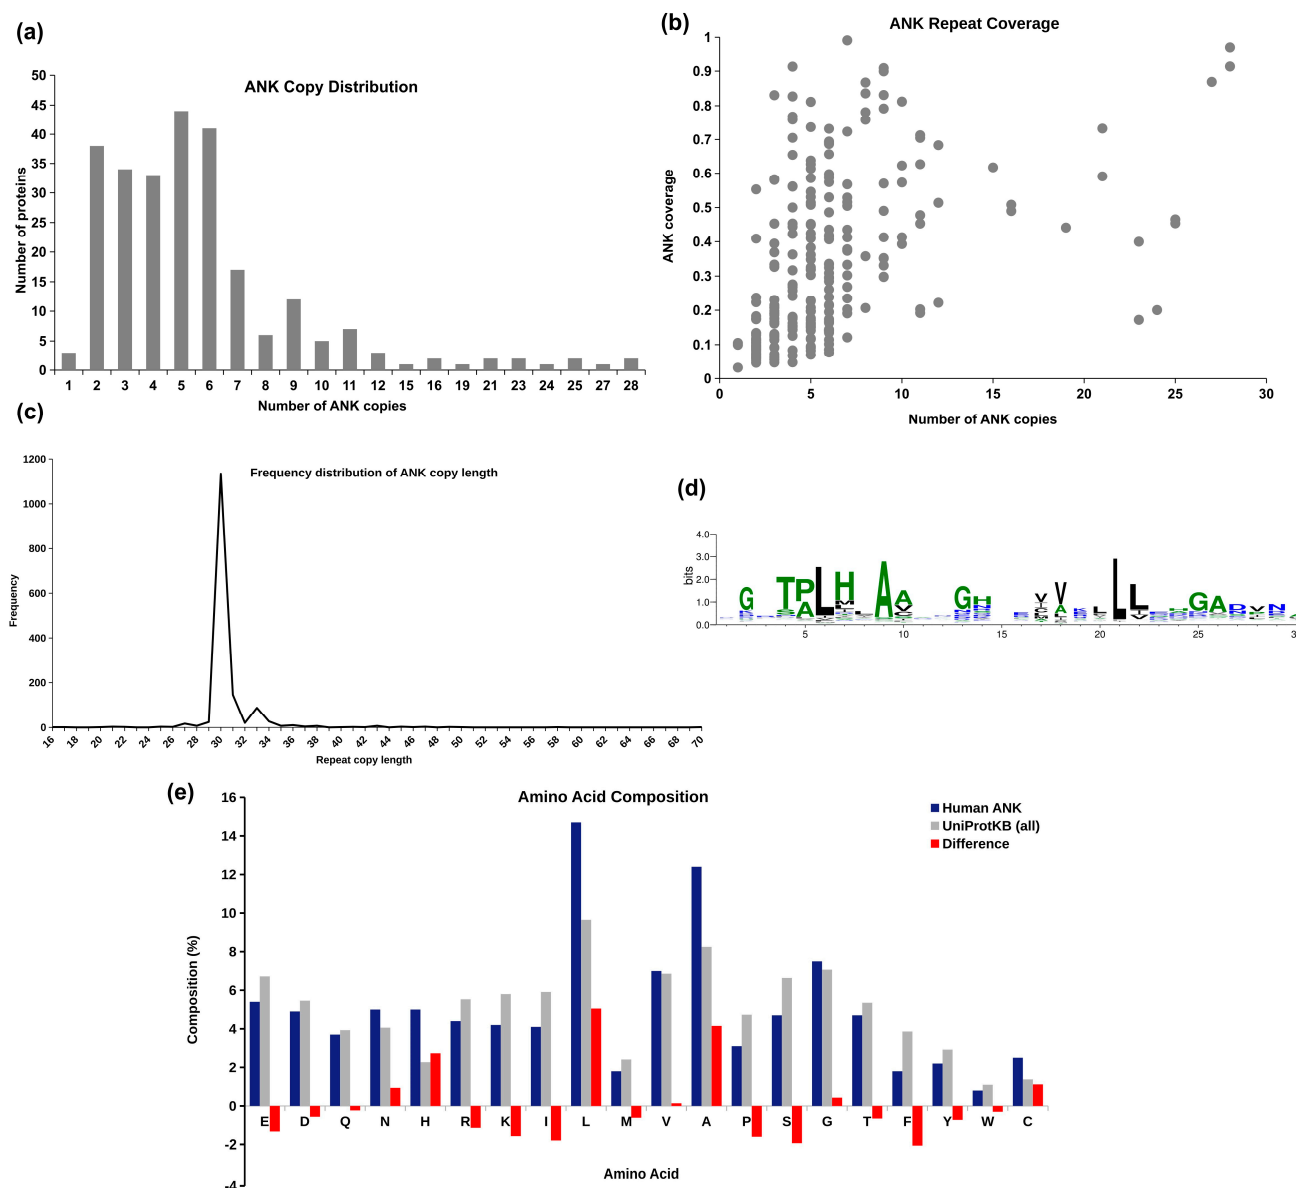 (a)
ANK Copy Distribution
Number of proteins
50
45
40
35
30
25
20
15
10
5
0
1 2 3 4 5 6 7 8 9 10 11 12 15 16 19 21 23 24 25 27 28
Number of ANK copies
(b)
ANK Repeat Coverage
ANK coverage
1
0.9
0.8
0.7
0.6
0.5
0.4
0.3
0.2
0.1
0
0 5 10 15 20 25 30
Number of ANK copies
(c)
Frequency distribution of ANK copy length
Frequency
1200
1000
800
600
400
200
0
16 18 20 22 24 26 28 30 32 34 36 38 40 42 44 46 48 50 52 54 56 58 60 62 64 66 68 70
Repeat copy length
(d)
bits
4.0
3.0
2.0
1.0
0.0
G TPLH AA GH V LL GADVN
5 10 15 20 25
(e)
Amino Acid Composition
Human ANK
UniProtKB (all)
Difference
Composition (%)
16
14
12
10
8
6
4
2
0
-2
-4
E D Q N H R K I L M V A P S G T F Y W C
Amino Acid